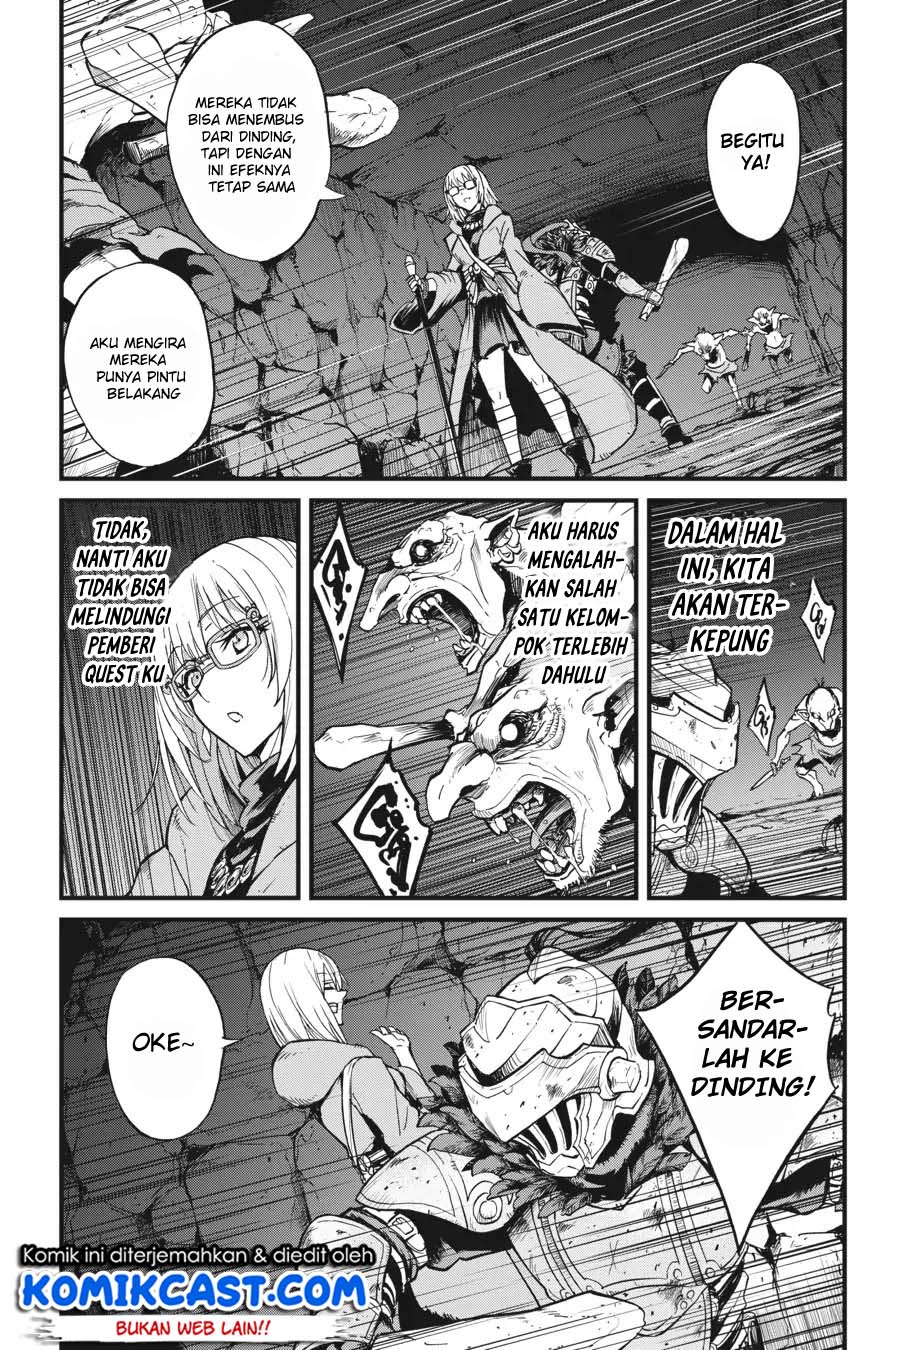 BEGITU
YA!
MEREKA TIDAK
BISA MENEMBUS
DARI DINDING,
TAPI DENGAN
INI EFEKNYA
TETAP SAMA
AKU MENGIRA
MEREKA
PUNYA PINTU
BELAKANG
DALAM HAL
INI, KITA
AKAN TER-
KEPUNG
AKU HARUS
MENGALAH-
KAN SALAH
SATU KELOM-
POK TERLEBIH
DAHULU
TIDAK,
NANTI AKU
TIDAK BISA
MELINDUNGI
PEMBERI
QUEST KU
BER-
SANDAR-
LAH KE
DINDING!
OKE~
Komik ini diterjemahkan & diedit oleh
KOMIKCAST.COM
BUKAN WEB LAIN!!